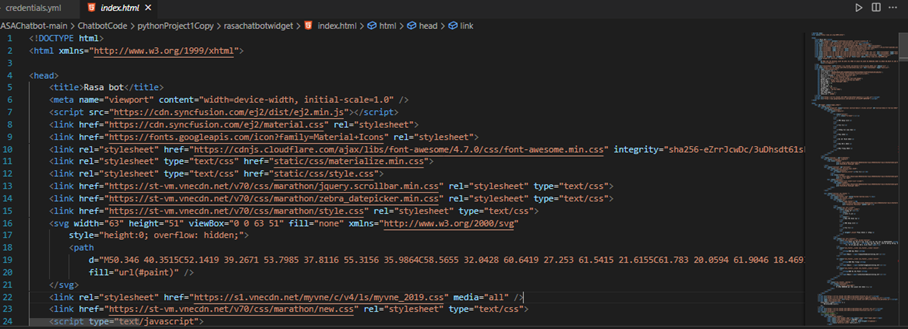 credentials.yml
index.html
ASAChatbot-main > ChatbotCode > pythonProject1Copy > rasachatbotwidget > index.html > html > head > link
1 <!DOCTYPE html>
2 <html xmlns="http://www.w3.org/1999/xhtml">
3
4 <head>
5 <title>Rasa bot</title>
6 <meta name="viewport" content="width=device-width, initial-scale=1.0" />
7 <script src="https://cdn.syncfusion.com/ej2/dist/ej2.min.js"></script>
8 <link href="https://cdn.syncfusion.com/ej2/material.css" rel="stylesheet">
9 <link href="https://fonts.googleapis.com/icon?family=Material+Icons" rel="stylesheet">
10 <link rel="stylesheet" href="https://cdnjs.cloudflare.com/ajax/libs/font-awesome/4.7.0/css/font-awesome.min.css" integrity="sha256-eZrrJcwDc/3uDhsdt61s
11 <link rel="stylesheet" type="text/css" href="static/css/materialize.min.css">
12 <link rel="stylesheet" type="text/css" href="static/css/style.css">
13 <link href="https://st-vm.vnecdn.net/v70/css/marathon/jquery.scrollbar.min.css" rel="stylesheet" type="text/css">
14 <link href="https://st-vm.vnecdn.net/v70/css/marathon/zebra_datepicker.min.css" rel="stylesheet" type="text/css">
15 <link href="https://st-vm.vnecdn.net/v70/css/marathon/style.css" rel="stylesheet" type="text/css">
16 <svg width="63" height="51" viewBox="0 0 63 51" fill="none" xmlns="http://www.w3.org/2000/svg"
17 style="height:0; overflow: hidden;">
18 <path
19 d="M50.346 40.3515C52.1419 39.2671 53.7985 37.8116 55.3156 35.9864C58.5655 32.0428 60.6419 27.253 61.5415 21.6155C61.783 20.0594 61.9046 18.469
20 fill="url(#paint)" />
21 </svg>
22 <link rel="stylesheet" href="https://s1.vnecdn.net/myvne/c/v4/ls/myvne_2019.css" media="all" />
23 <link href="https://st-vm.vnecdn.net/v70/css/marathon/new.css" rel="stylesheet" type="text/css">
24 <script type="text/javascript">